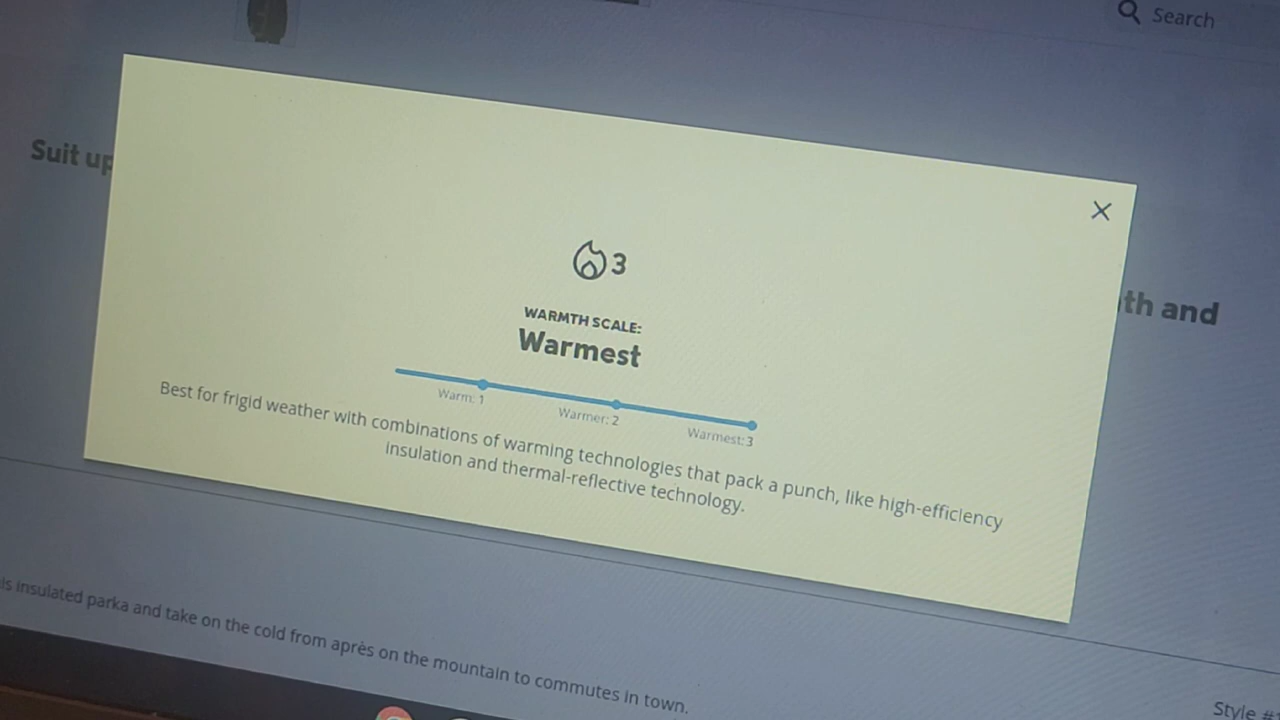 Search
Suit up
th and
3
WARMTH SCALE:
Warmest
Warm: 1
Warmer: 2
Warmest: 3
Best for frigid weather with combinations of warming technologies that pack a punch, like high-efficiency
insulation and thermal-reflective technology.
is insulated parka and take on the cold from après on the mountain to commutes in town.
Style #